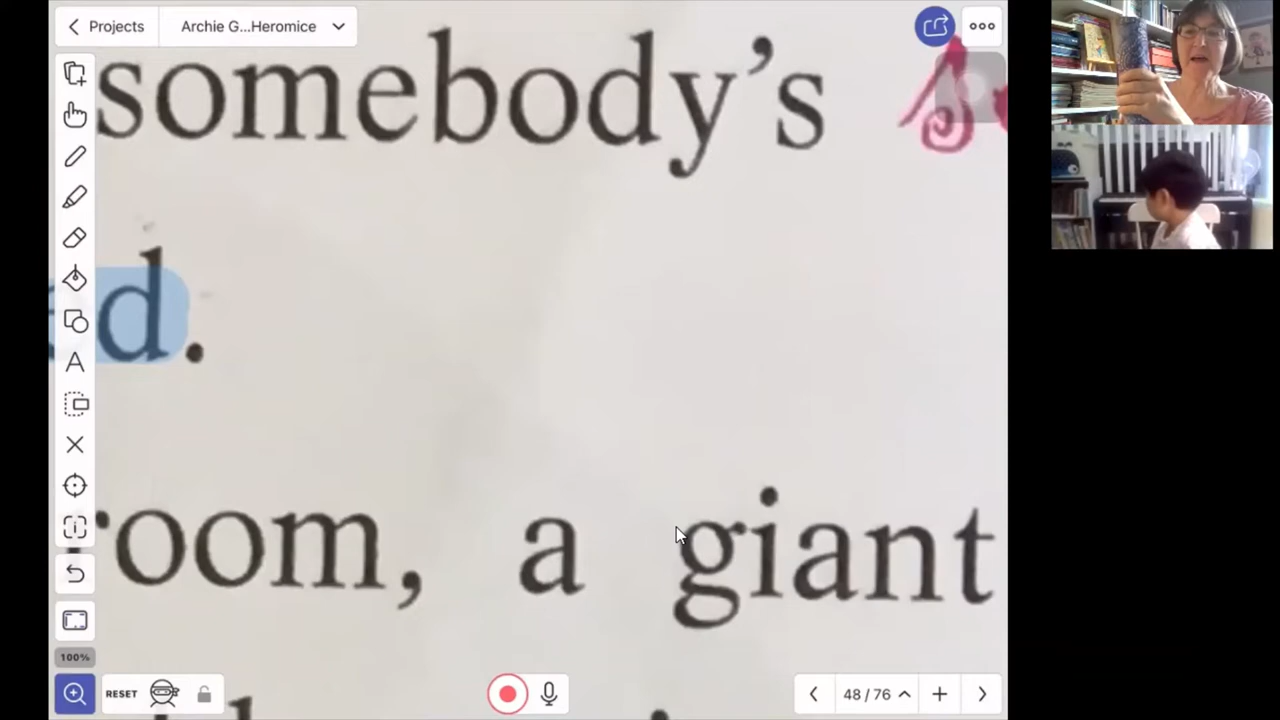 Projects
Archie G...Heromice
somebody's
d.
room, a giant
A
100%
RESET
48 / 76